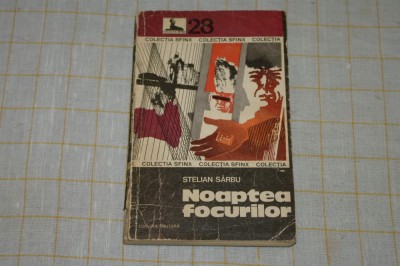 23
COLECȚIA SFINX COLECȚIA SFINX COLECȚIA
COLECȚIA SFINX COLECȚIA SFINX COLECȚIA
STELIAN SÂRBU
Noaptea
focurilor